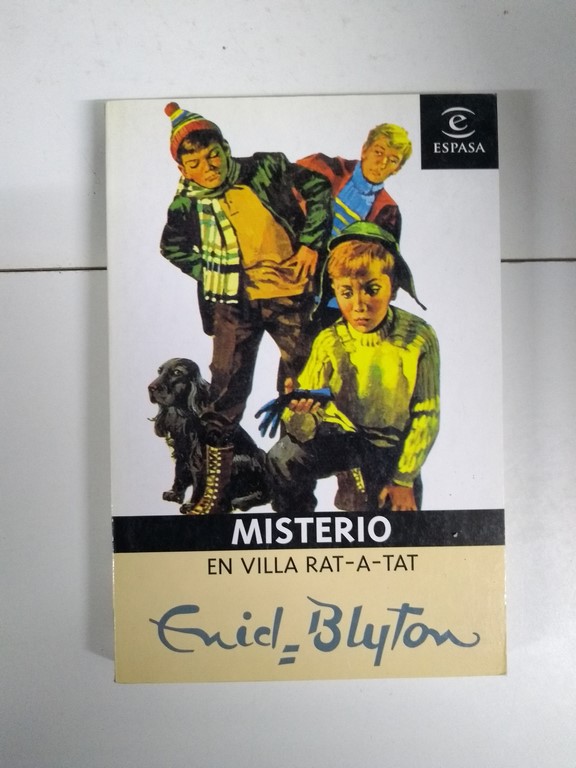 ESPASA
MISTERIO
EN VILLA RAT-A-TAT
Enid Blyton